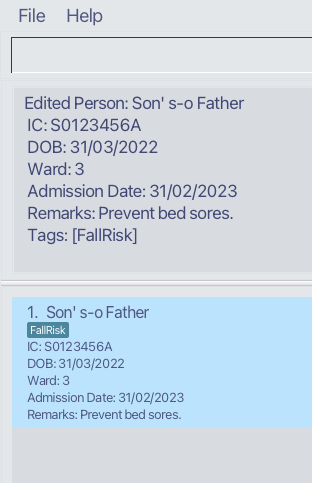 File Help
Edited Person: Son' s-o Father
IC: S0123456A
DOB: 31/03/2022
Ward: 3
Admission Date: 31/02/2023
Remarks: Prevent bed sores.
Tags: [FallRisk]
1. Son' s-o Father
FallRisk
IC: S0123456A
DOB: 31/03/2022
Ward: 3
Admission Date: 31/02/2023
Remarks: Prevent bed sores.